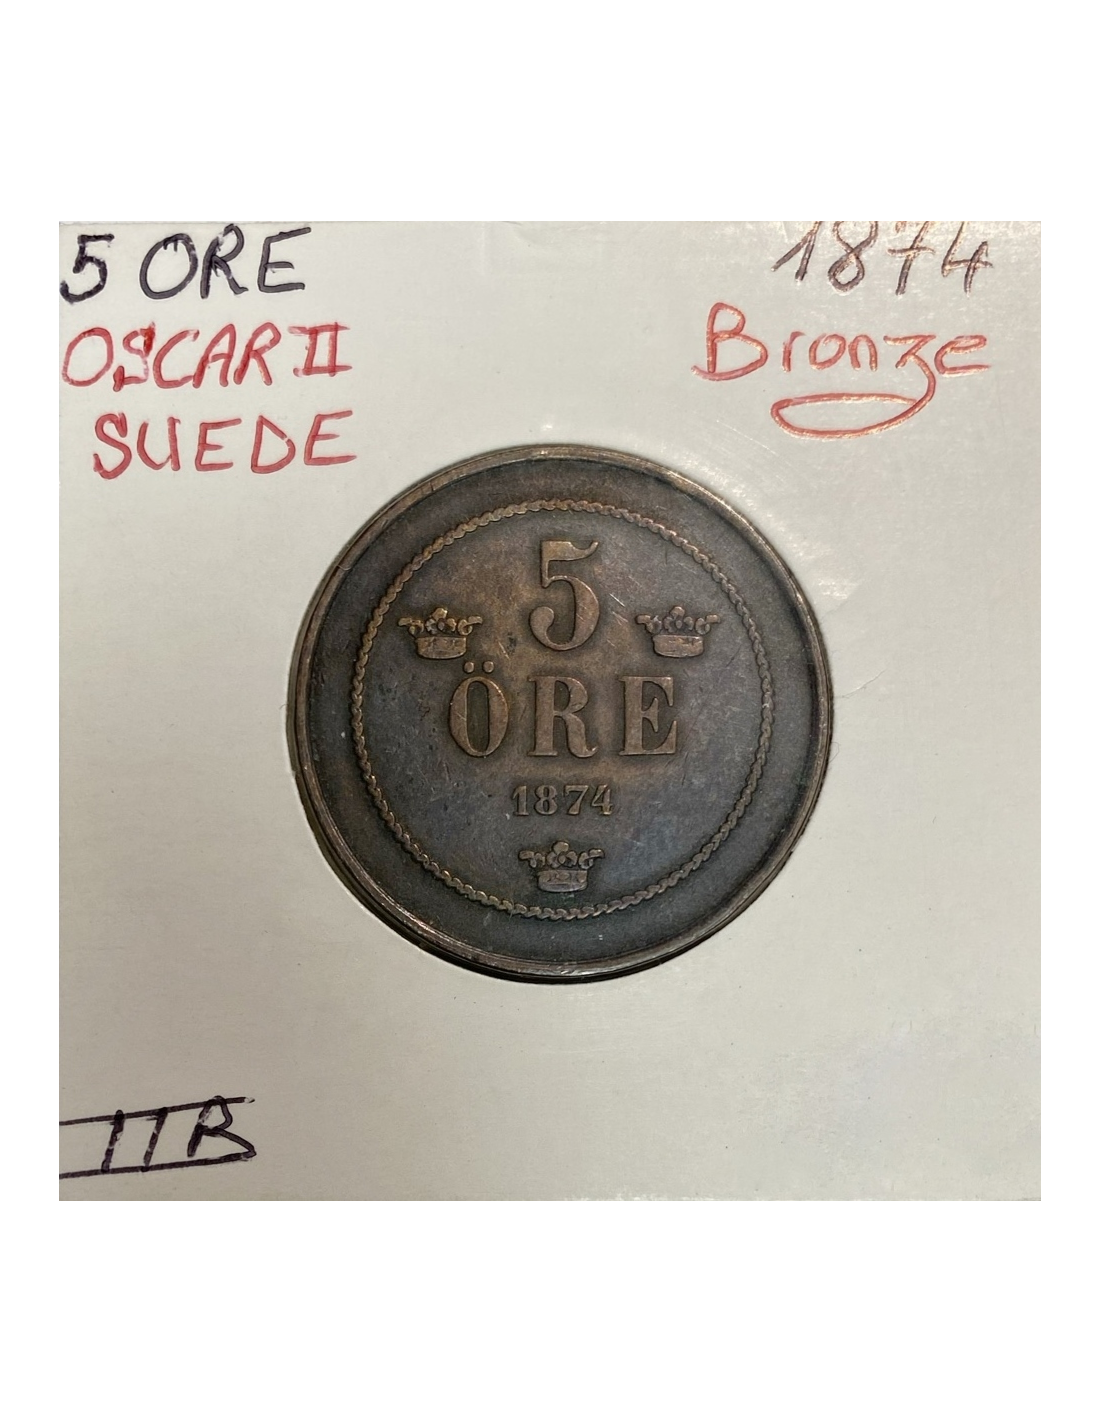 5 ORE
1874
OSCAR II
Bronze
SUEDE
5
ÖRE
1874
TTB